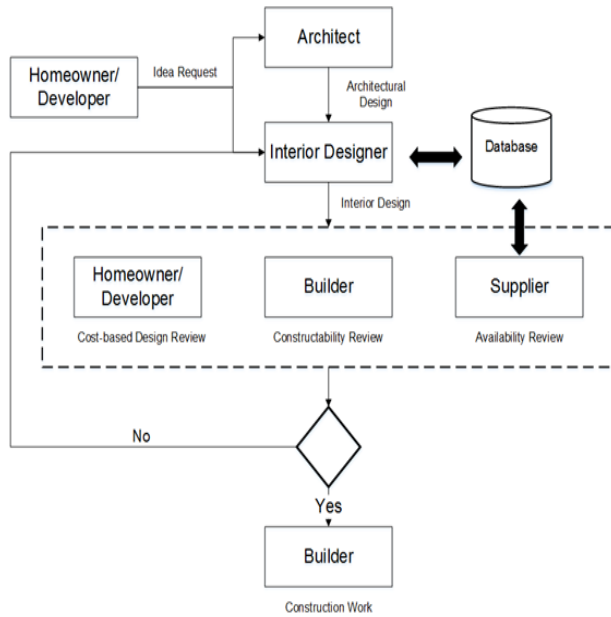 Architect
Homeowner/
Developer
Idea Request
Architectural
Design
Interior Designer
Database
Interior Design
Homeowner/
Developer
Builder
Supplier
Cost-based Design Review
Constructability Review
Availability Review
No
Yes
Builder
Construction Work